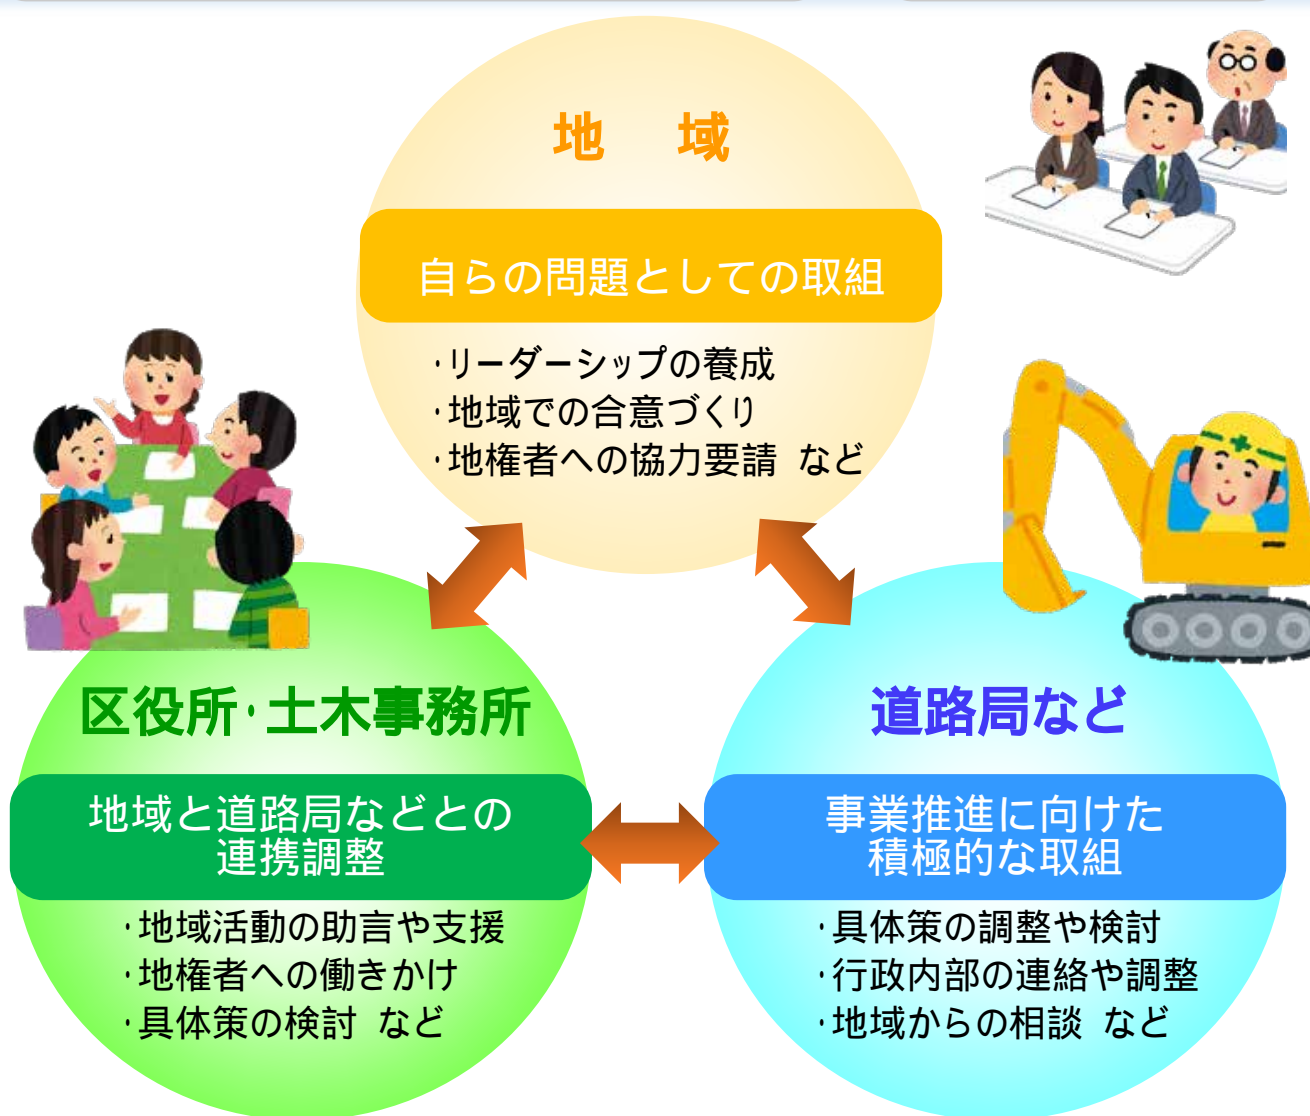 地 域
自らの問題としての取組
・リーダーシップの養成
・地域での合意づくり
・地権者への協力要請 など
区役所・土木事務所
地域と道路局などとの
連携調整
・地域活動の助言や支援
・地権者への働きかけ
・具体策の検討 など
道路局など
事業推進に向けた
積極的な取組
・具体策の調整や検討
・行政内部の連絡や調整
・地域からの相談 など